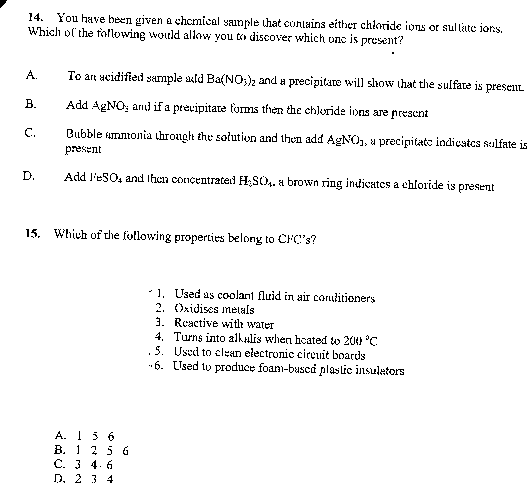 14. You have been given a chemical sample that contains either chloride ions or sulfate ions.
Which of the following would allow you to discover which one is present?
A. To an acidified sample add Ba(NO₃)₂ and a precipitate will show that the sulfate is present.
B. Add AgNO₃ and if a precipitate forms then the chloride ions are present
C. Bubble ammonia through the solution and then add AgNO₃, a precipitate indicates sulfate is
present
D. Add FeSO₄ and then concentrated H₂SO₄, a brown ring indicates a chloride is present
15. Which of the following properties belong to CFC's?
1. Used as coolant fluid in air conditioners
2. Oxidises metals
3. Reactive with water
4. Turns into alkalis when heated to 200 °C
5. Used to clean electronic circuit boards
6. Used to produce foam-based plastic insulators
A. 1 5 6
B. 1 2 5 6
C. 3 4 6
D. 2 3 4